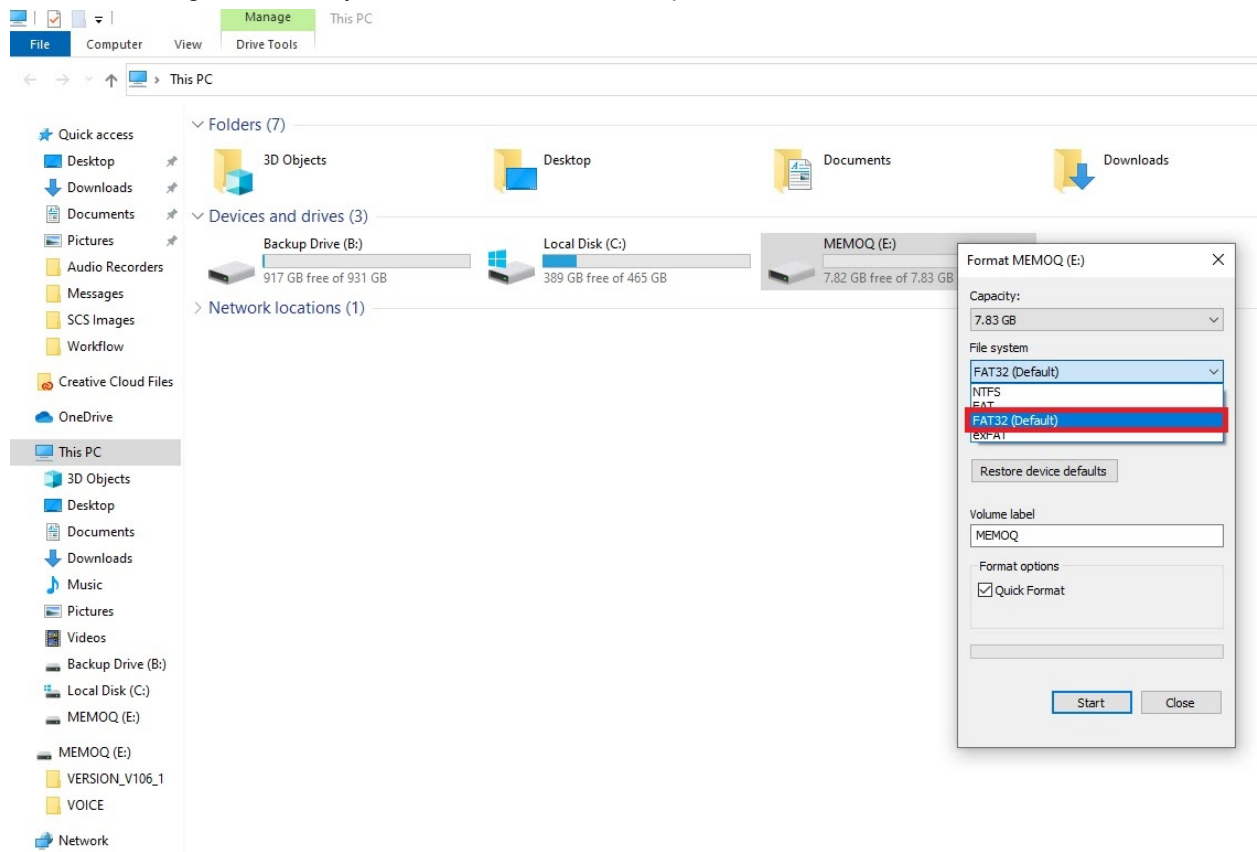 Manage This PC
File Computer View Drive Tools
This PC
Quick access
Desktop
Downloads
Documents
Pictures
Audio Recorders
Messages
SCS Images
Workflow
Creative Cloud Files
OneDrive
This PC
3D Objects
Desktop
Documents
Downloads
Music
Pictures
Videos
Backup Drive (B:)
Local Disk (C:)
MEMOQ (E:)
MEMOQ (E:)
VERSION_V106_1
VOICE
Network
Folders (7)
3D Objects
Desktop
Documents
Downloads
Devices and drives (3)
Backup Drive (B:)
917 GB free of 931 GB
Local Disk (C:)
389 GB free of 465 GB
MEMOQ (E:)
7.82 GB free of 7.83 GB
Network locations (1)
Format MEMOQ (E:)
Capacity:
7.83 GB
File system
FAT32 (Default)
NTFS
FAT
FAT32 (Default)
exFAT
Restore device defaults
Volume label
MEMOQ
Format options
Quick Format
Start Close